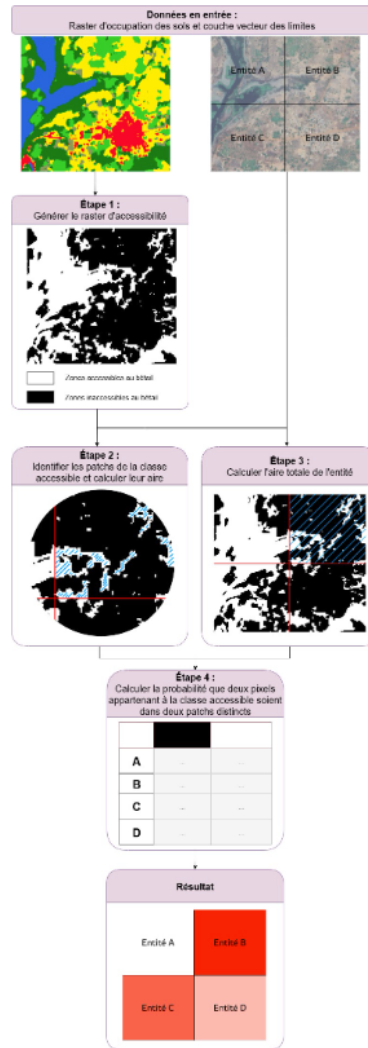 Données en entrée :
Raster d'occupation des sols et couche vecteur des limites
Entité A
Entité B
Entité C
Entité D
Étape 1 :
Générer le raster d'accessibilité
Zones accessibles au bétail
Zones inaccessibles au bétail
Étape 2 :
Identifier les patchs de la classe
accessible et calculer leur aire
Étape 3 :
Calculer l'aire totale de l'entité
Étape 4 :
Calculer la probabilité que deux pixels
appartenant à la classe accessible soient
dans deux patchs distincts
A ... ...
B ... ...
C ... ...
D ... ...
Résultat
Entité A
Entité B
Entité C
Entité D